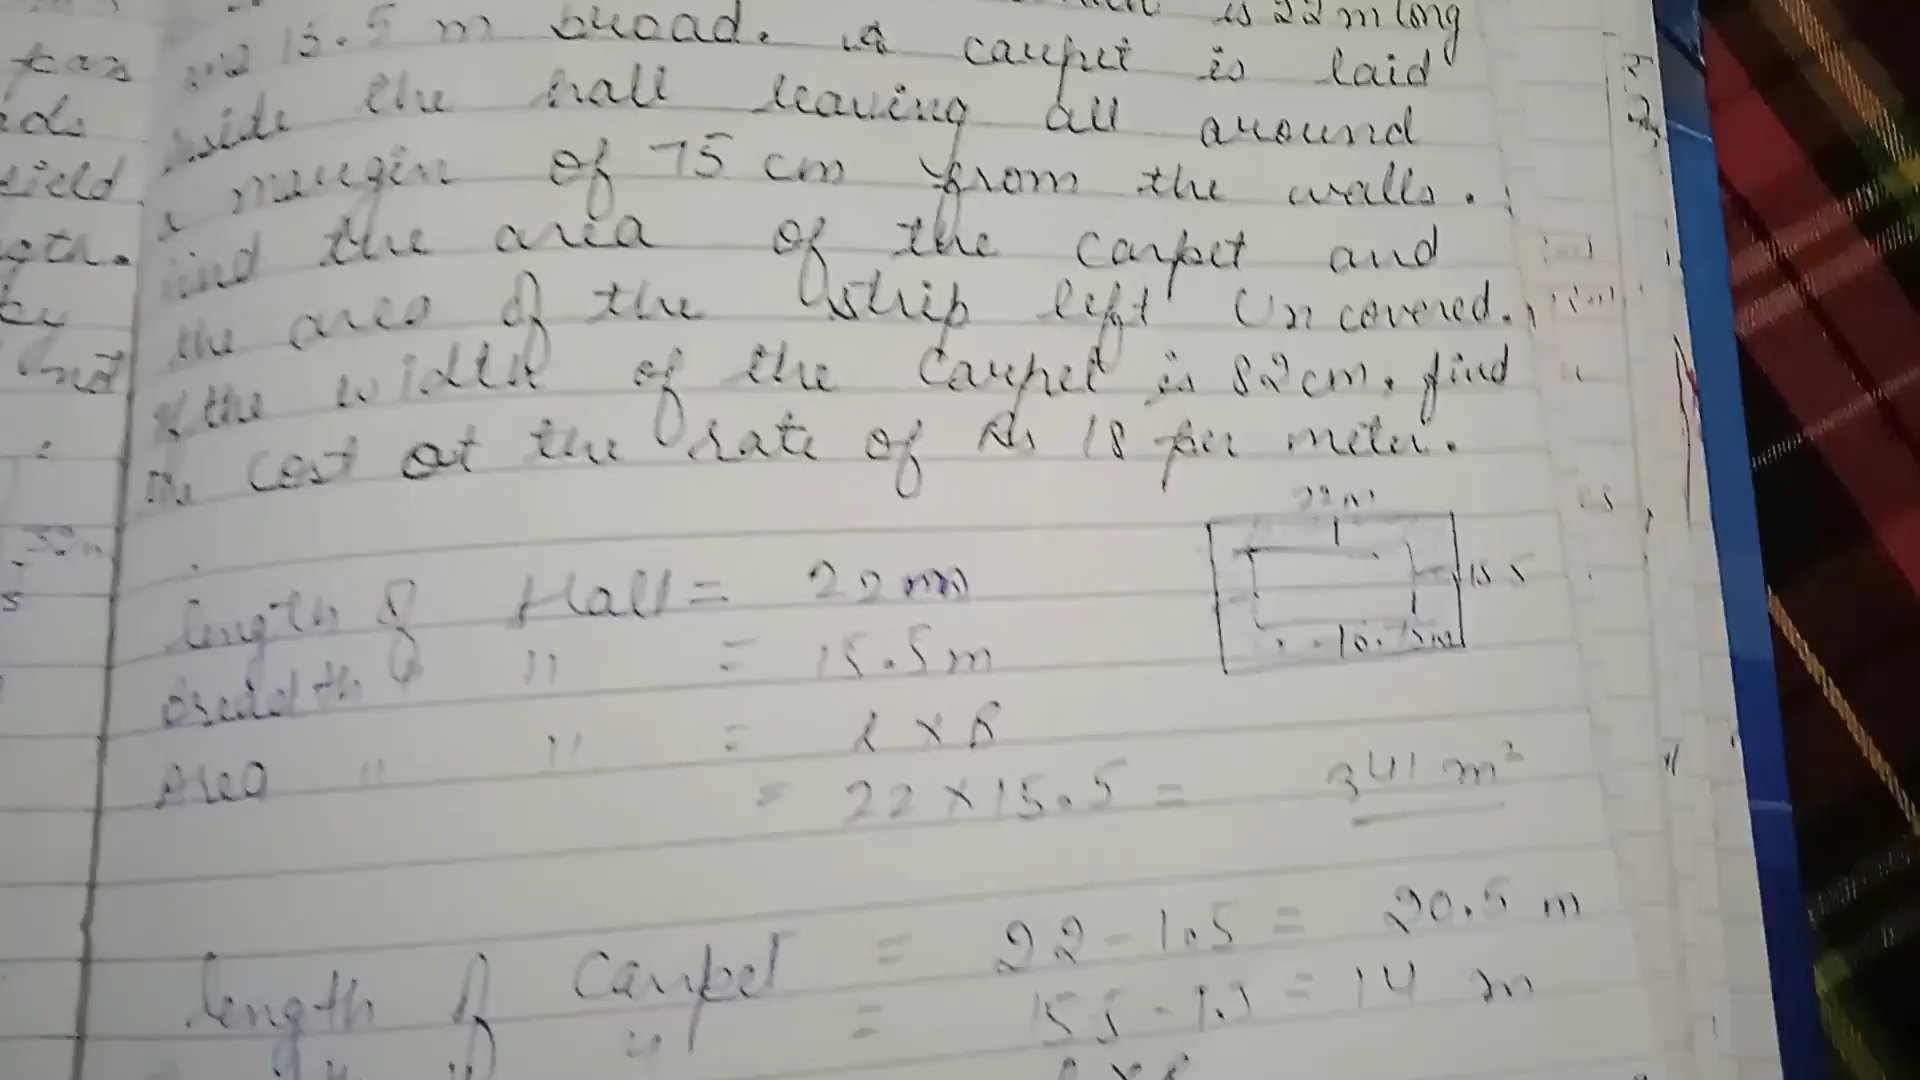 is 22 m long
15.5 m broad. A carpet is laid
inside the hall leaving all around
a margin of 75 cm from the walls.
find the area of the carpet and
the area of the strip left Uncovered.
if the width of the carpet is 82 cm. find
the cost at the rate of Rs 18 per meter.
22m
15.5
length of Hall = 22 m
Breadth " = 15.5 m
Area " " = l × B
= 22 × 15.5 = 341 m²
length of Carpet = 22 - 1.5 = 20.5 m
" = 15.5 - 1.5 = 14 m